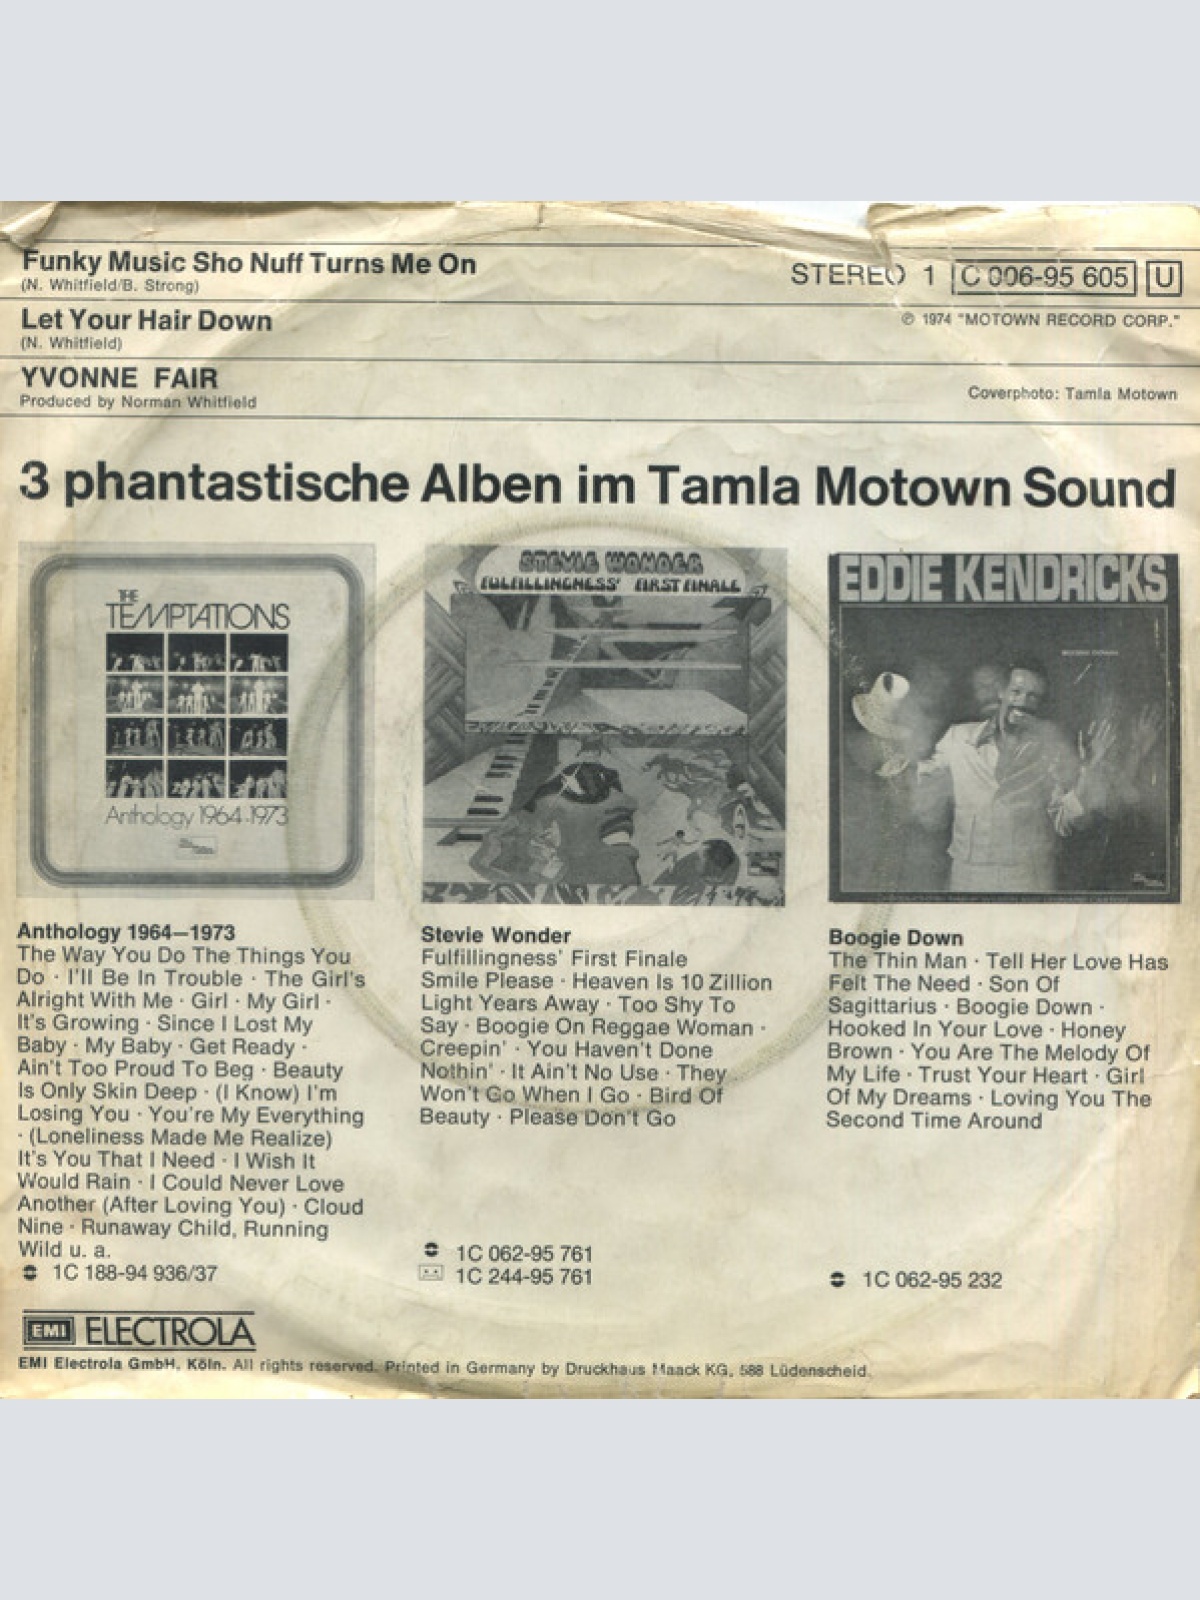 Funky Music Sho Nuff Turns Me On
(N. Whitfield/B. Strong)
STEREO 1 C 006-95 605 U
Let Your Hair Down
(N. Whitfield)
℗ 1974 "MOTOWN RECORD CORP."
YVONNE FAIR
Produced by Norman Whitfield
Coverphoto: Tamla Motown
3 phantastische Alben im Tamla Motown Sound
THE
TEMPTATIONS
Anthology 1964-1973
STEVIE WONDER
FULFILLINGNESS' FIRST FINALE
EDDIE KENDRICKS
BOOGIE DOWN
Anthology 1964–1973
The Way You Do The Things You
Do · I'll Be In Trouble · The Girl's
Alright With Me · Girl · My Girl ·
It's Growing · Since I Lost My
Baby · My Baby · Get Ready ·
Ain't Too Proud To Beg · Beauty
Is Only Skin Deep · (I Know) I'm
Losing You · You're My Everything
· (Loneliness Made Me Realize)
It's You That I Need · I Wish It
Would Rain · I Could Never Love
Another (After Loving You) · Cloud
Nine · Runaway Child, Running
Wild u. a.
1C 188-94 936/37
Stevie Wonder
Fulfillingness' First Finale
Smile Please · Heaven Is 10 Zillion
Light Years Away · Too Shy To
Say · Boogie On Reggae Woman ·
Creepin' · You Haven't Done
Nothin' · It Ain't No Use · They
Won't Go When I Go · Bird Of
Beauty · Please Don't Go
1C 062-95 761
1C 244-95 761
Boogie Down
The Thin Man · Tell Her Love Has
Felt The Need · Son Of
Sagittarius · Boogie Down ·
Hooked In Your Love · Honey
Brown · You Are The Melody Of
My Life · Trust Your Heart · Girl
Of My Dreams · Loving You The
Second Time Around
1C 062-95 232
EMI ELECTROLA
EMI Electrola GmbH, Köln. All rights reserved. Printed in Germany by Druckhaus Maack KG, 588 Lüdenscheid.